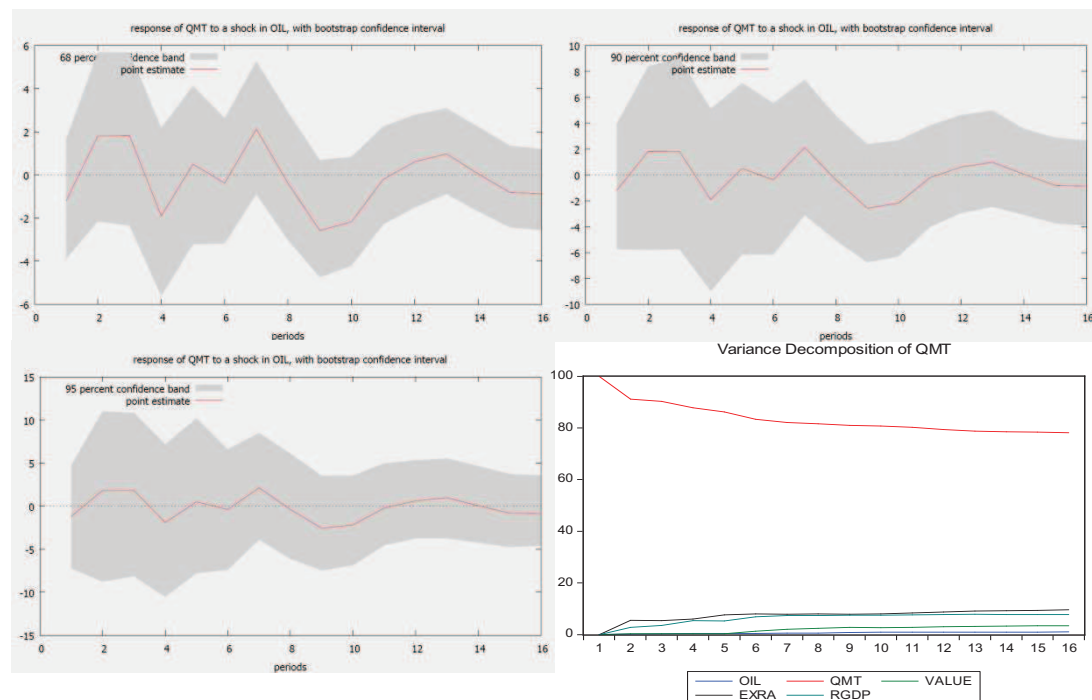 response of QMT to a shock in OIL, with bootstrap confidence interval
6
4
2
0
-2
-4
-6
68 perc
dence band
point estimate
0 2 4 6 8 10 12 14 16
periods
response of QMT to a shock in OIL, with bootstrap confidence interval
10
8
6
4
2
0
-2
-4
-6
-8
-10
90 percent confidence band
point estimate
0 2 4 6 8 10 12 14 16
periods
response of QMT to a shock in OIL, with bootstrap confidence interval
15
10
5
0
-5
-10
-15
95 percent confidence band
point estimate
0 2 4 6 8 10 12 14 16
periods
Variance Decomposition of QMT
100
80
60
40
20
0
1 2 3 4 5 6 7 8 9 10 11 12 13 14 15 16
OIL QMT VALUE
EXRA RGDP